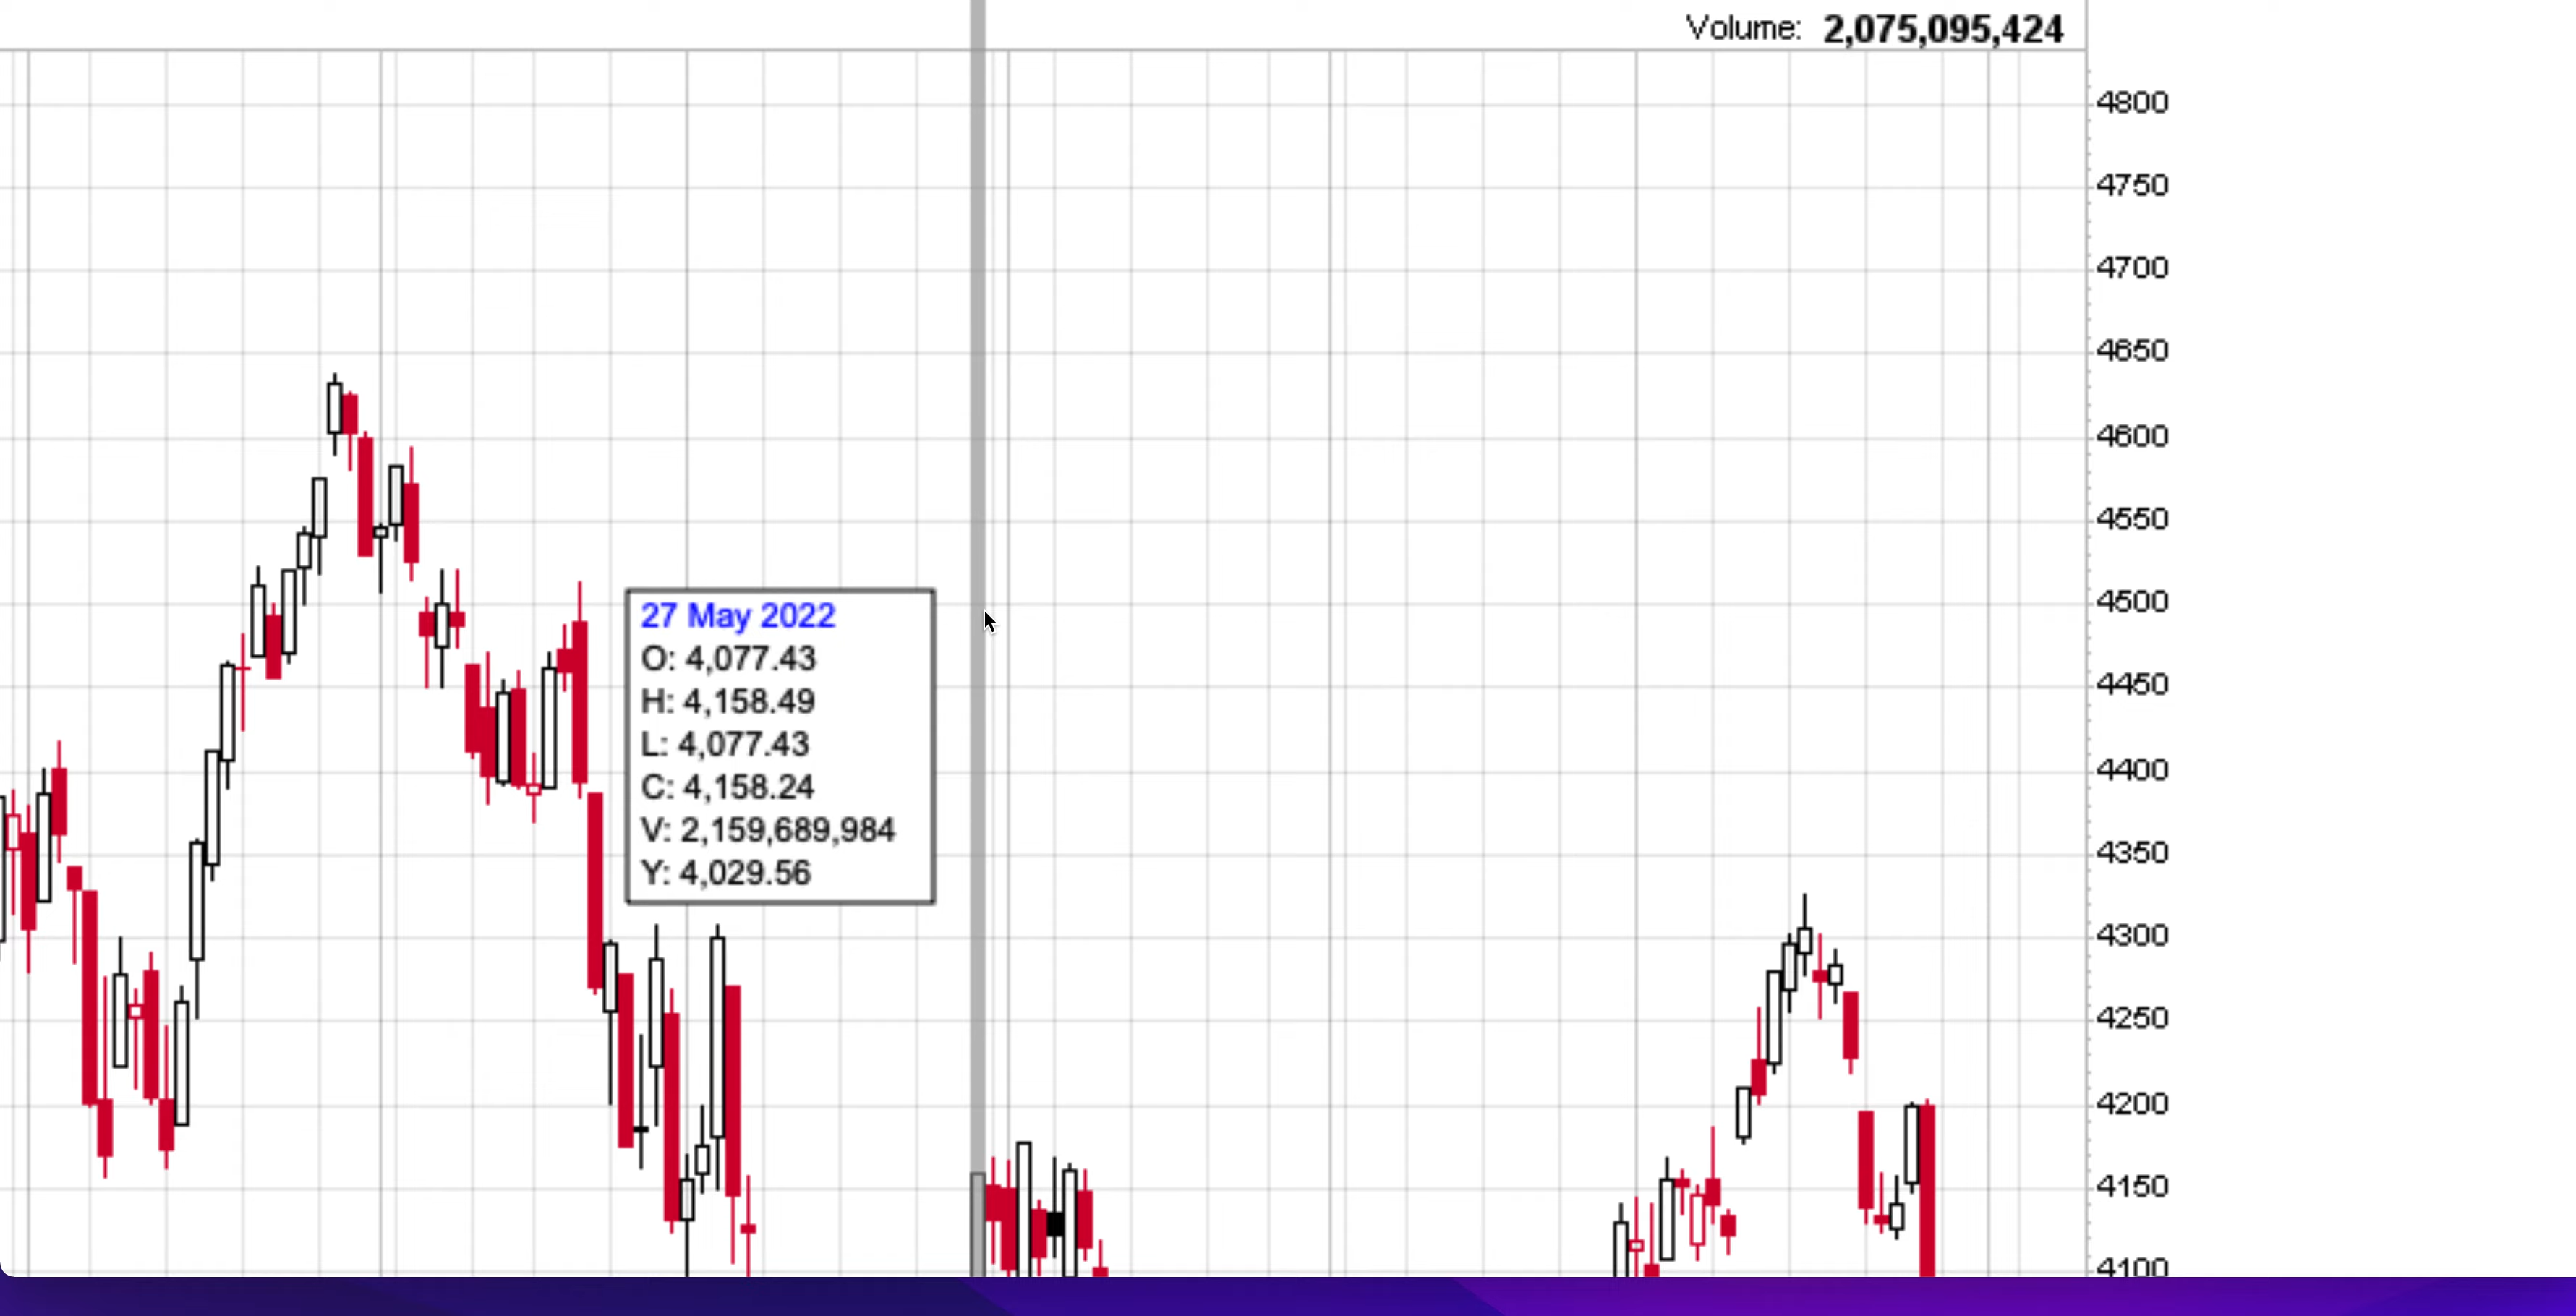 Volume: 2,075,095,424
4800
4750
4700
4650
4600
4550
4500
4450
4400
4350
4300
4250
4200
4150
4100
27 May 2022
O: 4,077.43
H: 4,158.49
L: 4,077.43
C: 4,158.24
V: 2,159,689,984
Y: 4,029.56